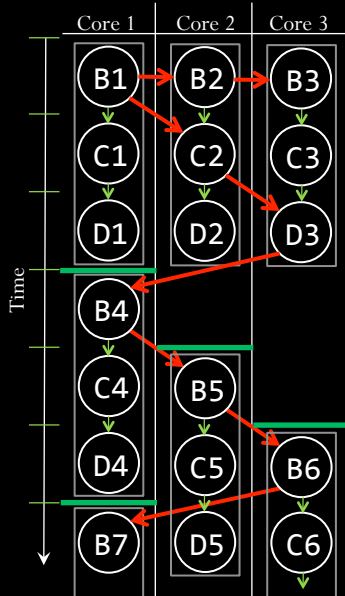 Core 1 Core 2 Core 3
B1 B2 B3
C1 C2 C3
D1 D2 D3
Time
B4
C4 B5
D4 C5 B6
B7 D5 C6